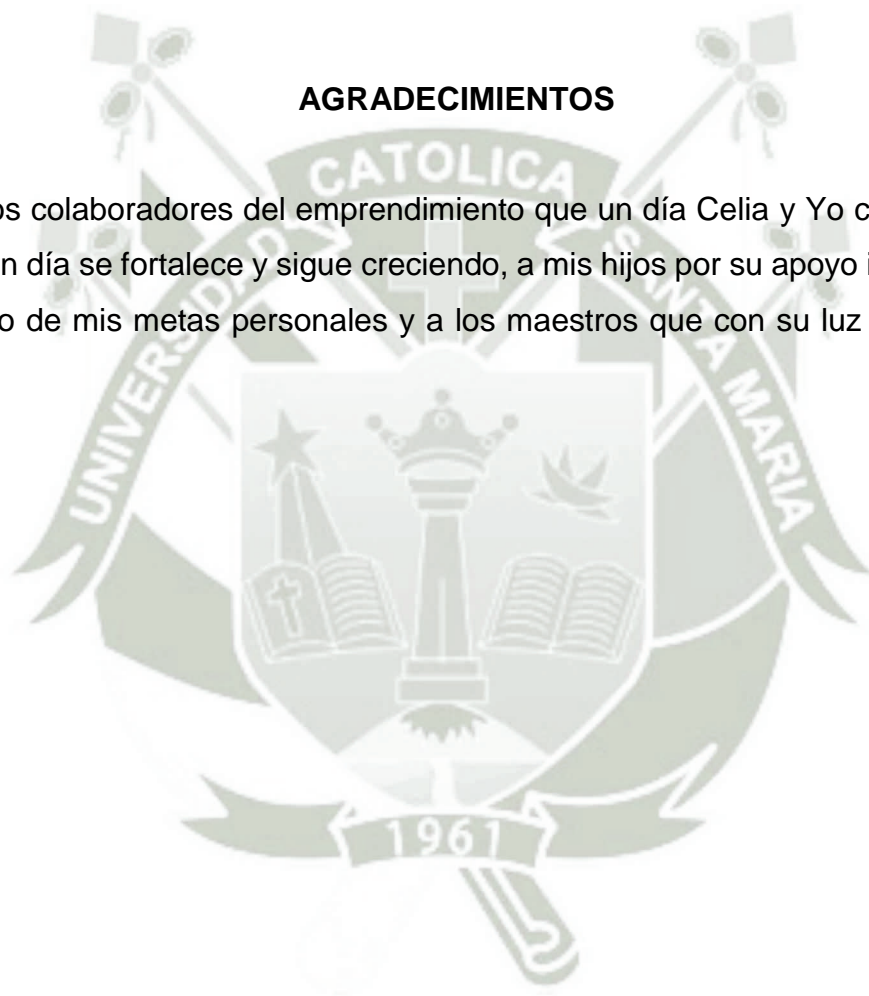 AGRADECIMIENTOS
CATOLICA
os colaboradores del emprendimiento que un día Celia y Yo c
n día se fortalece y sigue creciendo, a mis hijos por su apoyo i
o de mis metas personales y a los maestros que con su luz
UNIVERSIDAD
SANTA MARIA
1961